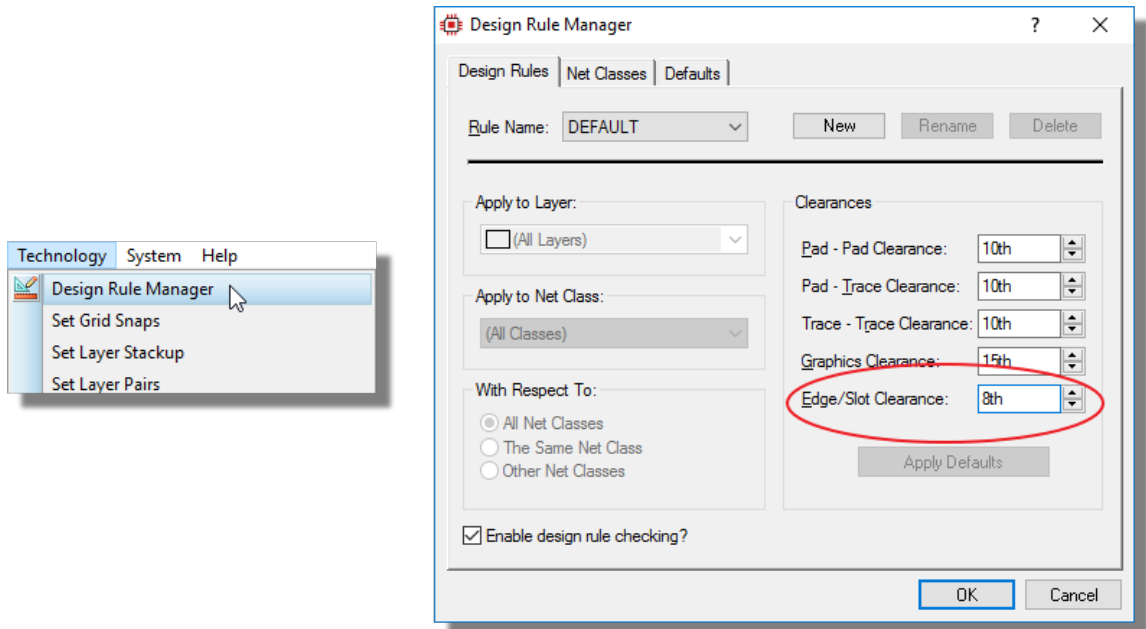 Technology System Help
Design Rule Manager
Set Grid Snaps
Set Layer Stackup
Set Layer Pairs
Design Rule Manager ? ×
Design Rules Net Classes Defaults
Rule Name: DEFAULT New Rename Delete
Apply to Layer:
(All Layers)
Apply to Net Class:
(All Classes)
With Respect To:
All Net Classes
The Same Net Class
Other Net Classes
Clearances
Pad - Pad Clearance: 10th
Pad - Trace Clearance: 10th
Trace - Trace Clearance: 10th
Graphics Clearance: 15th
Edge/Slot Clearance: 8th
Apply Defaults
Enable design rule checking?
OK Cancel